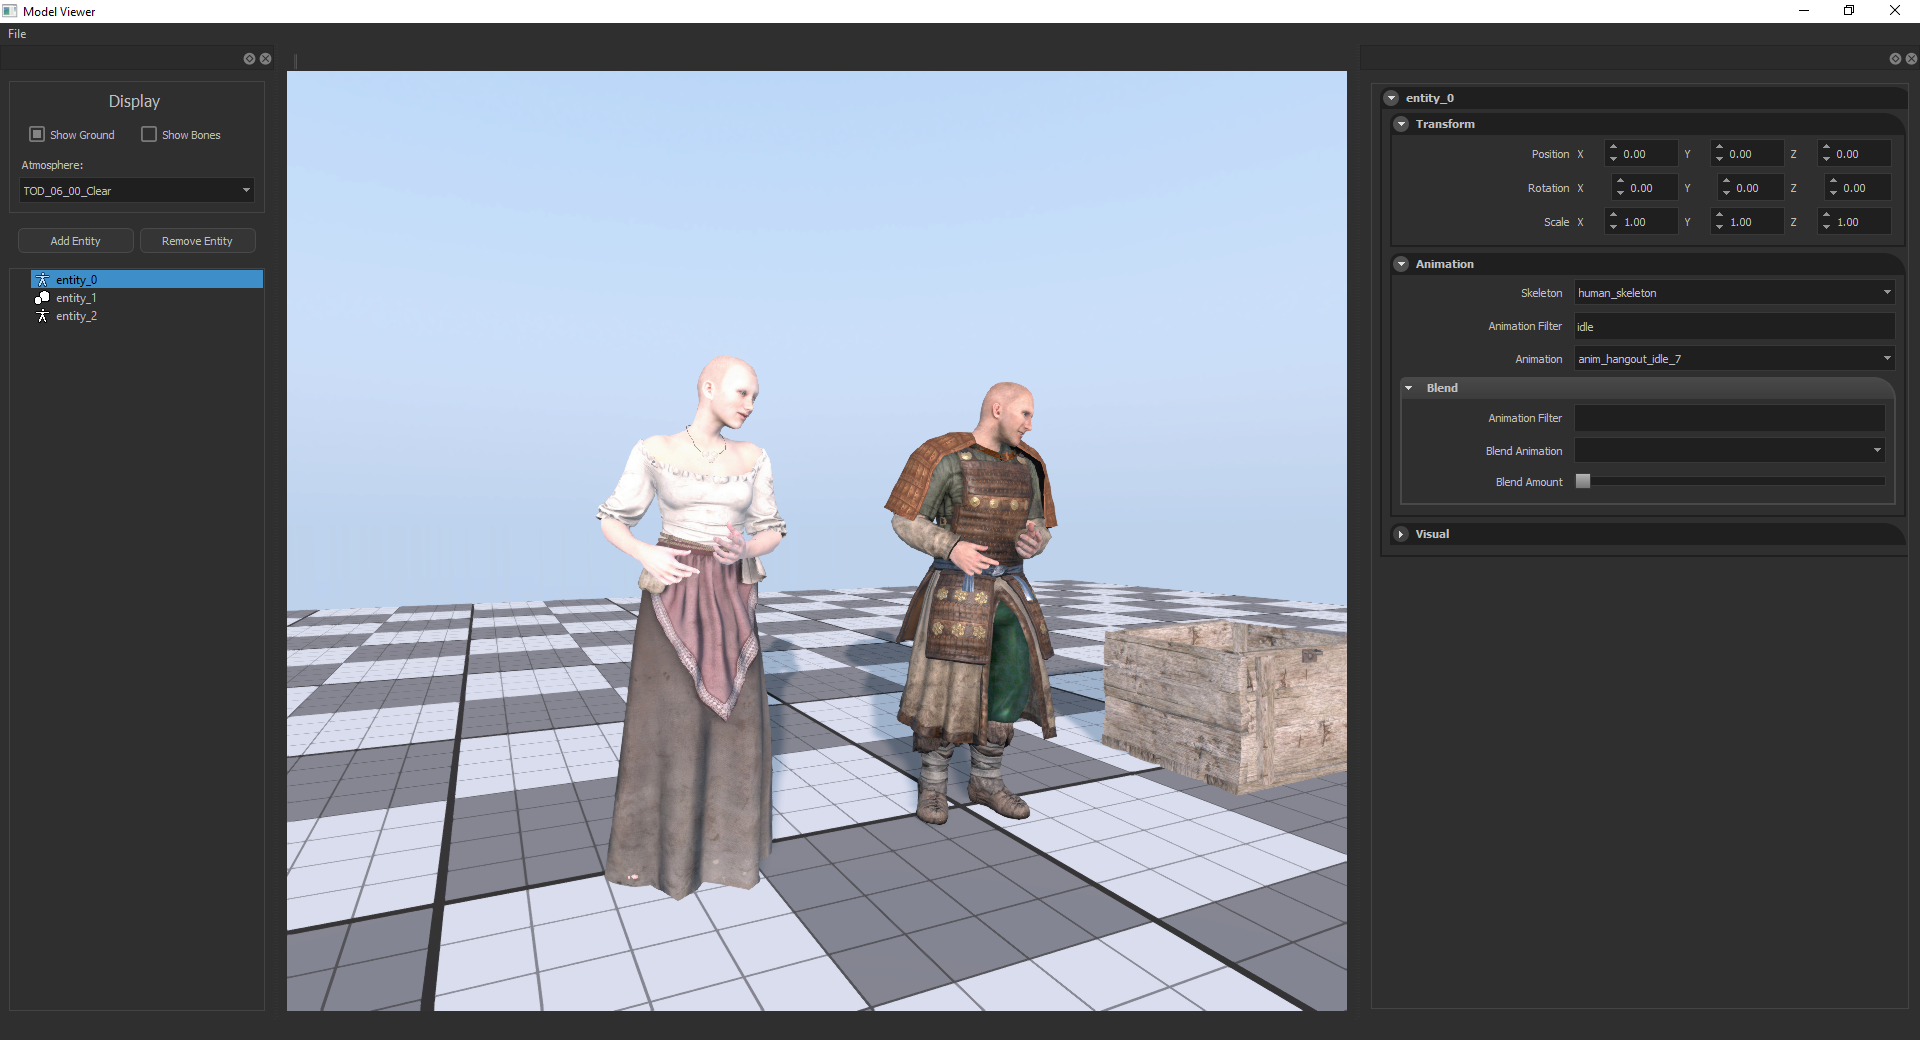 Model Viewer
File
Display
Show Ground Show Bones
Atmosphere:
TOD_06_00_Clear
Add Entity Remove Entity
entity_0
entity_1
entity_2
entity_0
Transform
Position X 0.00 Y 0.00 Z 0.00
Rotation X 0.00 Y 0.00 Z 0.00
Scale X 1.00 Y 1.00 Z 1.00
Animation
Skeleton human_skeleton
Animation Filter idle
Animation anim_hangout_idle_7
Blend
Animation Filter
Blend Animation
Blend Amount
Visual